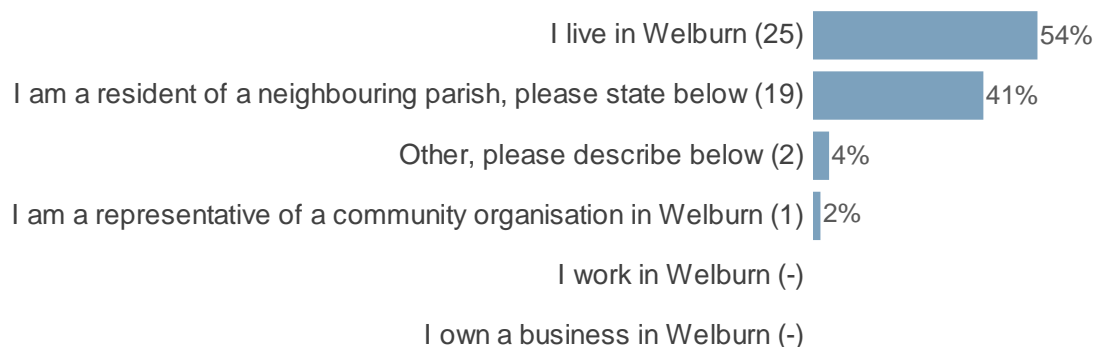 I live in Welburn (25) 54%
I am a resident of a neighbouring parish, please state below (19) 41%
Other, please describe below (2) 4%
I am a representative of a community organisation in Welburn (1) 2%
I work in Welburn (-)
I own a business in Welburn (-)